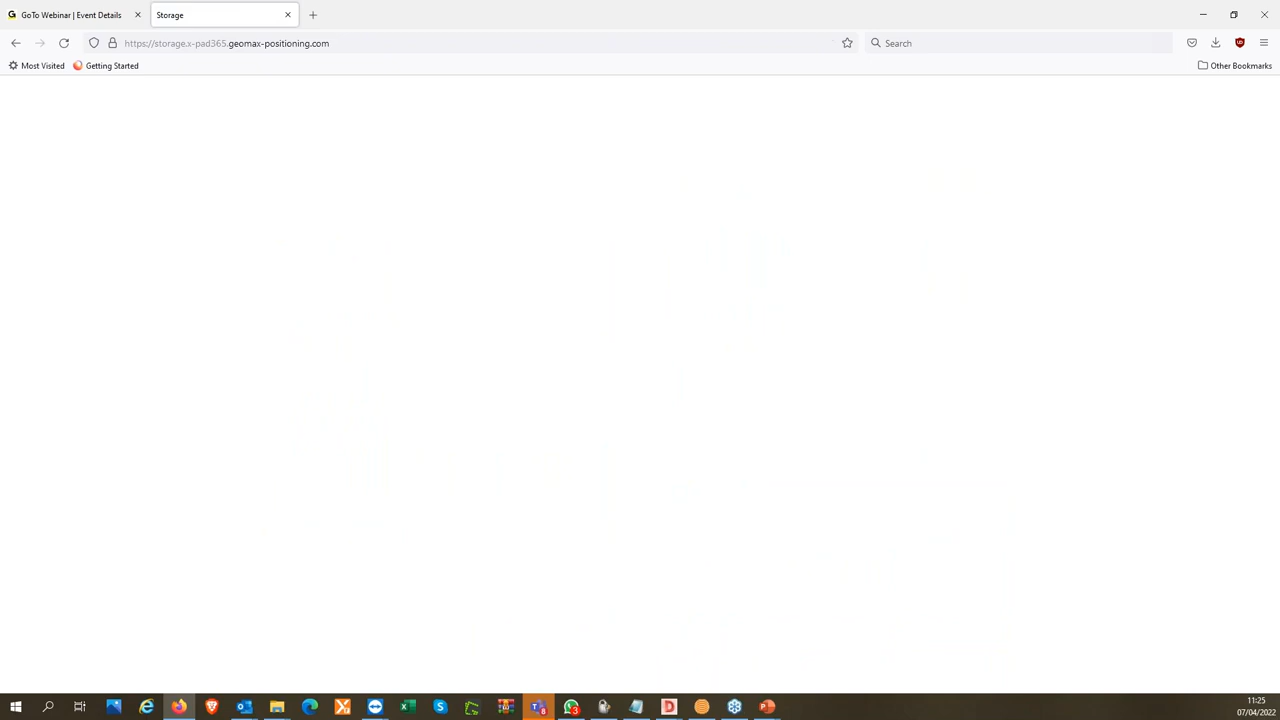 GoTo Webinar | Event Details
Storage
https://storage.x-pad365.geomax-positioning.com
Search
Most Visited
Getting Started
Other Bookmarks
11:25
07/04/2022